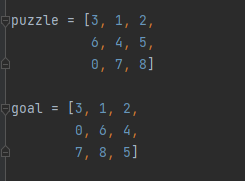 puzzle = [3, 1, 2,
6, 4, 5,
0, 7, 8]
goal = [3, 1, 2,
0, 6, 4,
7, 8, 5]